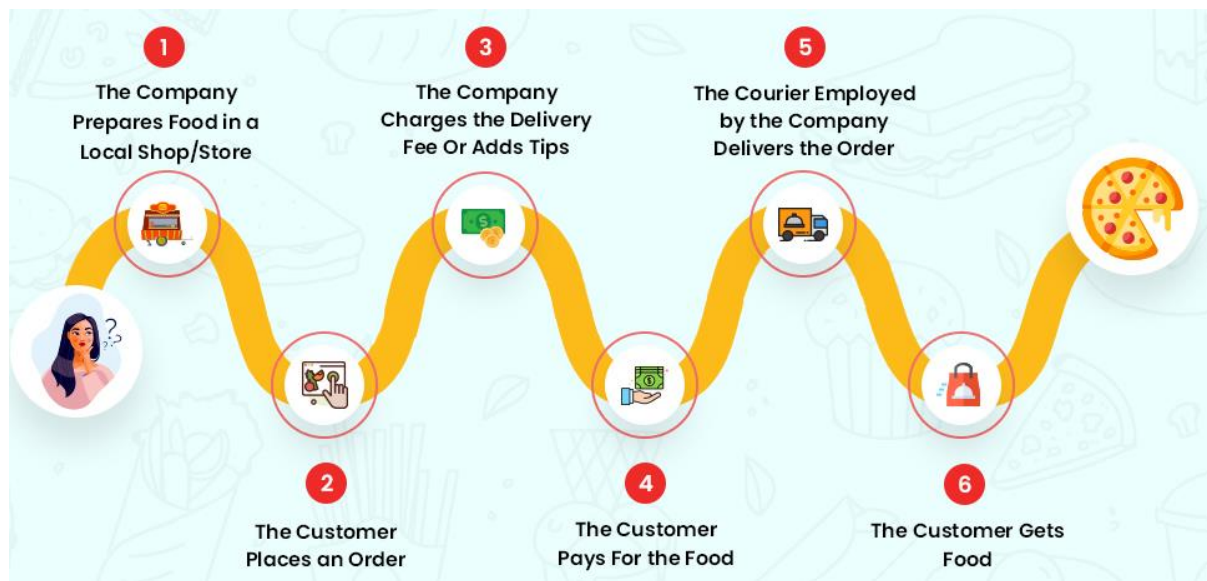 1
The Company
Prepares Food in a
Local Shop/Store
2
The Customer
Places an Order
3
The Company
Charges the Delivery
Fee Or Adds Tips
4
The Customer
Pays For the Food
5
The Courier Employed
by the Company
Delivers the Order
6
The Customer Gets
Food